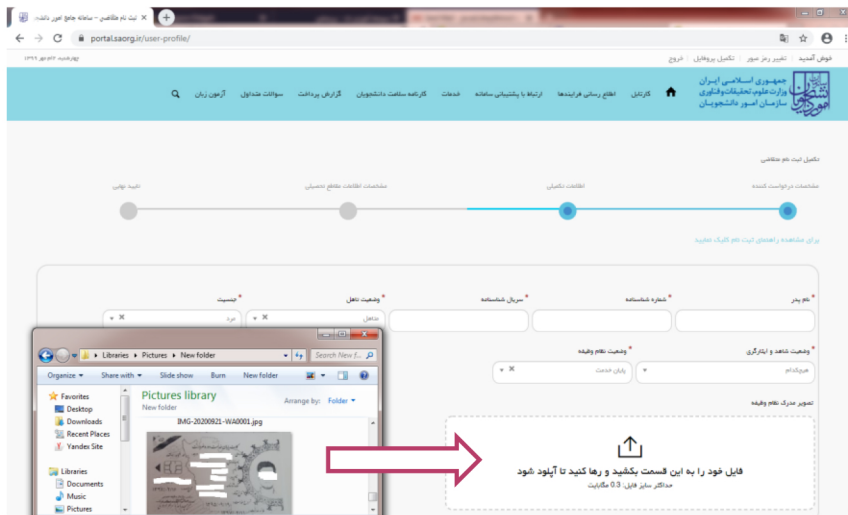 ثبت نام متقاضی – سامانه جامع امور دانشج
portal.saorg.ir/user-profile/
خوش آمدید | تغییر رمز عبور | تکمیل پروفایل | خروج
جمهوری اسلامی ایران
وزارت علوم، تحقیقات و فناوری
سازمان امور دانشجویان
کارتابل اطلاع رسانی فرایندها ارتباط با پشتیبانی سامانه خدمات کارنامه سلامت دانشجویان گزارش پرداخت سوالات متداول آزمون زبان
تکمیل ثبت نام متقاضی
مشخصات درخواست کننده اطلاعات تکمیلی مشخصات اطلاعات مقاطع تحصیلی تایید نهایی
برای مشاهده راهنمای ثبت نام کلیک نمایید
* نام پدر * شماره شناسنامه * سریال شناسنامه * وضعیت تاهل * جنسیت
متاهل × مرد ×
* وضعیت شاهد و ایثارگری * وضعیت نظام وظیفه
هیچکدام پایان خدمت ×
تصویر مدرک نظام وظیفه
فایل خود را به این قسمت بکشید و رها کنید تا آپلود شود
حداکثر سایز فایل: 0.3 مگابایت
Libraries Pictures New folder
Search New f...
Organize Share with Slide show Burn New folder
Favorites
Desktop
Downloads
Recent Places
Yandex Site
Libraries
Documents
Music
Pictures
Pictures library
New folder
Arrange by: Folder
IMG-20200921-WA0001.jpg